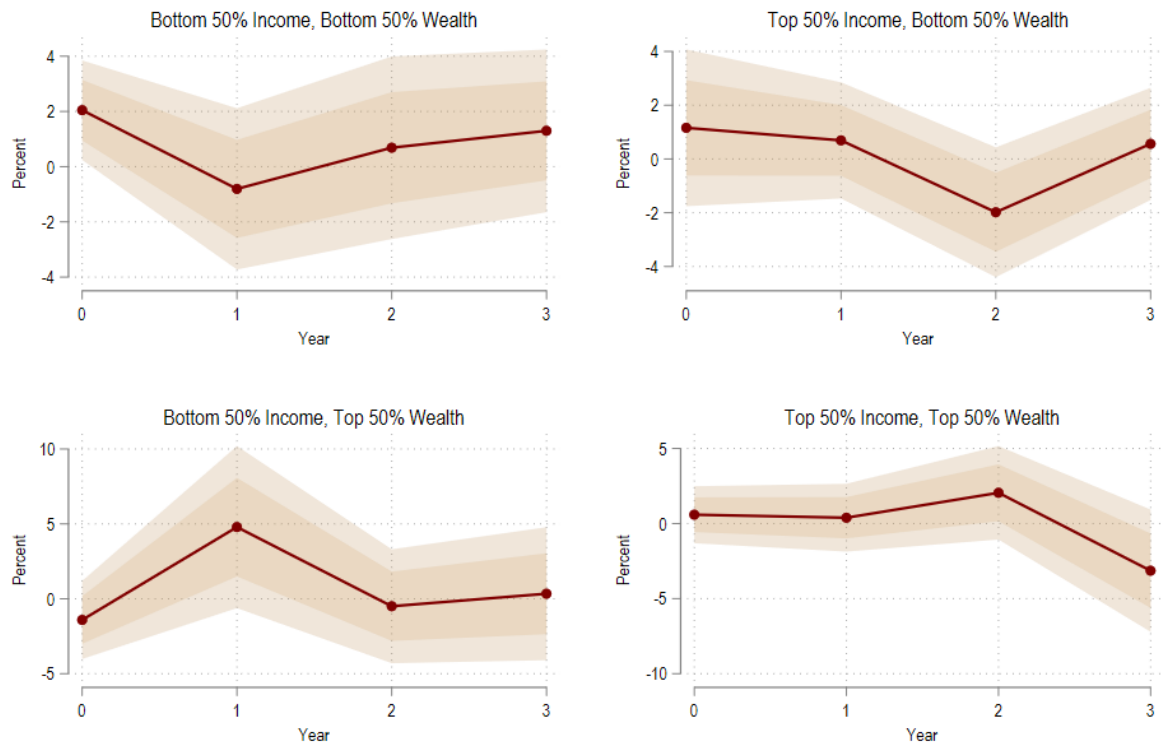 Bottom 50% Income, Bottom 50% Wealth
4
2
0
-2
-4
Percent
0 1 2 3
Year
Top 50% Income, Bottom 50% Wealth
4
2
0
-2
-4
Percent
0 1 2 3
Year
Bottom 50% Income, Top 50% Wealth
10
5
0
-5
Percent
0 1 2 3
Year
Top 50% Income, Top 50% Wealth
5
0
-5
-10
Percent
0 1 2 3
Year